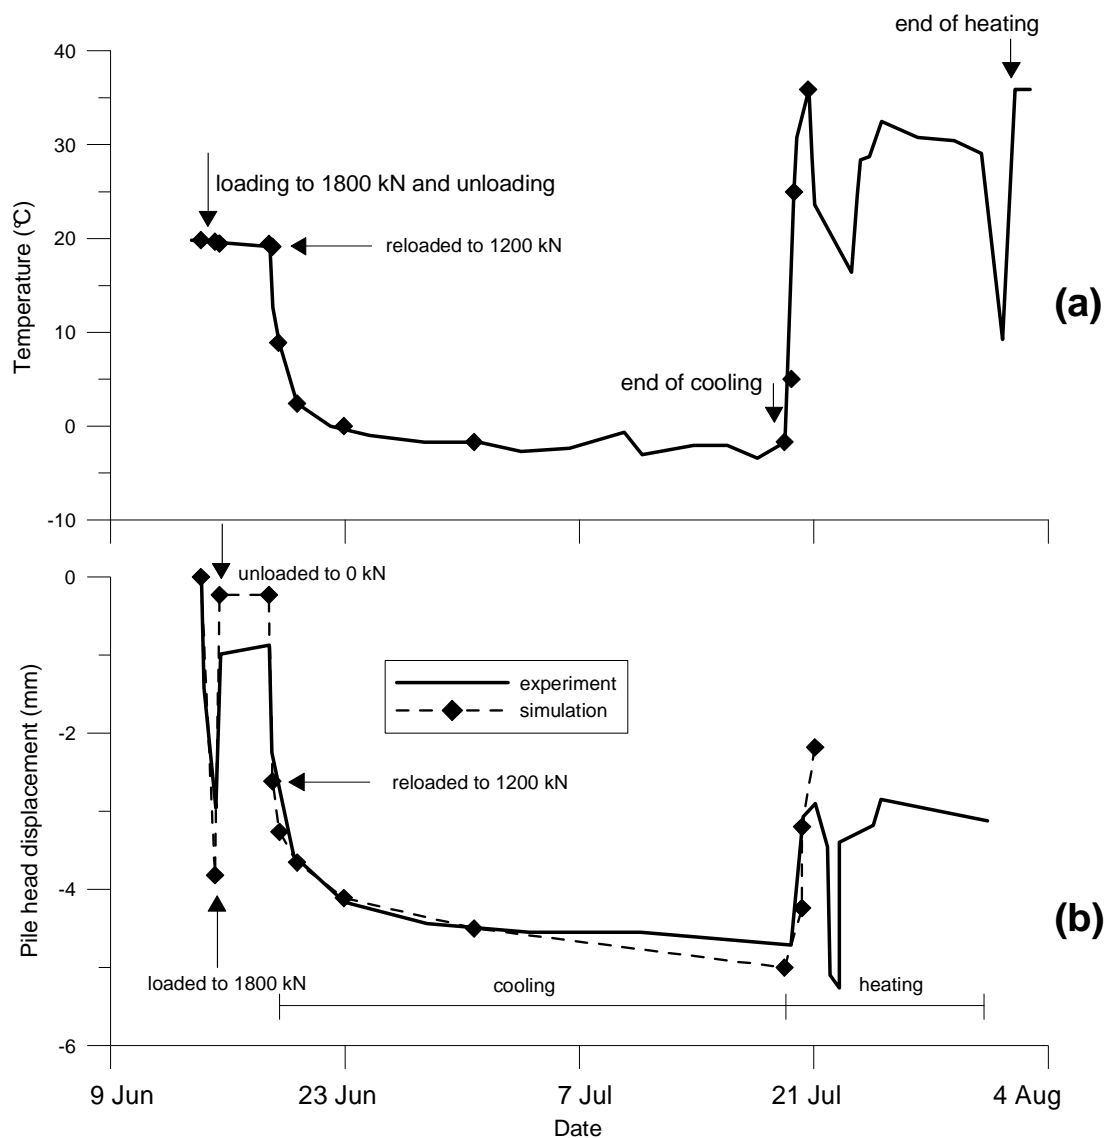 end of heating
40
30
loading to 1800 kN and unloading
20
reloaded to 1200 kN
(a)
Temperature (°C)
10
end of cooling
0
-10
0
unloaded to 0 kN
experiment
simulation
-2
reloaded to 1200 kN
Pile head displacement (mm)
-4
(b)
loaded to 1800 kN
cooling
heating
-6
9 Jun
23 Jun
7 Jul
21 Jul
4 Aug
Date